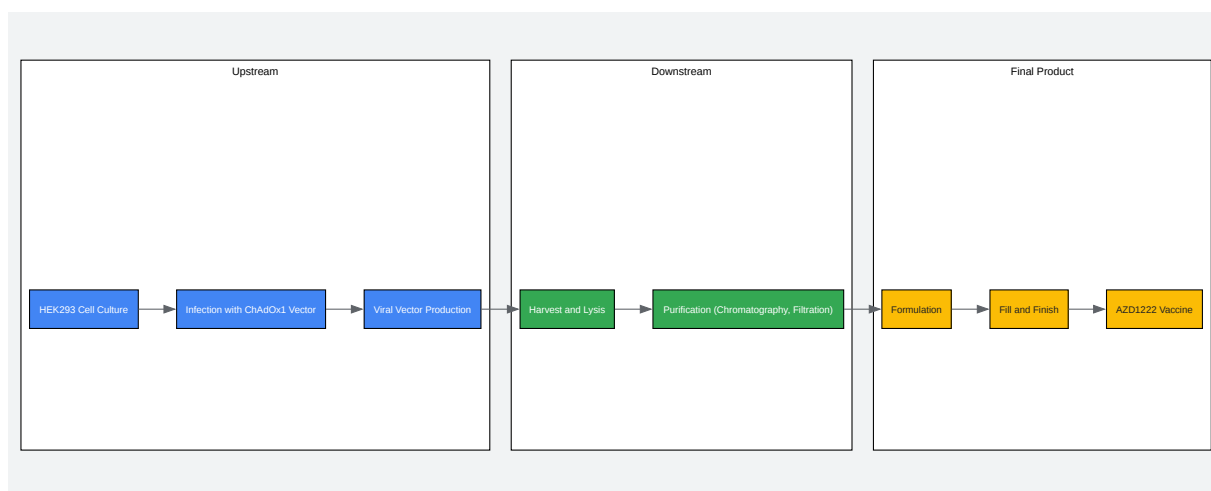 Upstream
Downstream
Final Product
HEK293 Cell Culture
Infection with ChAdOx1 Vector
Viral Vector Production
Harvest and Lysis
Purification (Chromatography, Filtration)
Formulation
Fill and Finish
AZD1222 Vaccine